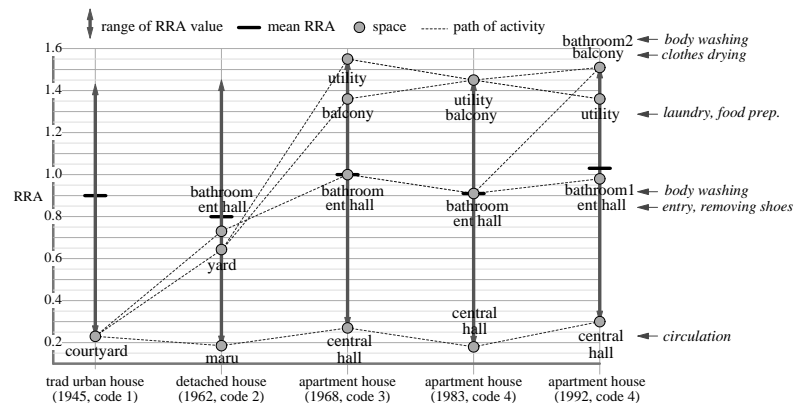 range of RRA value mean RRA space path of activity
1.6
1.4
1.2
1.0
RRA
0.8
0.6
0.4
0.2
courtyard
bathroom
ent hall
yard
maru
utility
balcony
bathroom
ent hall
central
hall
utility
balcony
bathroom
ent hall
central
hall
bathroom2
balcony
utility
bathroom1
ent hall
central
hall
body washing
clothes drying
laundry, food prep.
body washing
entry, removing shoes
circulation
trad urban house
(1945, code 1)
detached house
(1962, code 2)
apartment house
(1968, code 3)
apartment house
(1983, code 4)
apartment house
(1992, code 4)